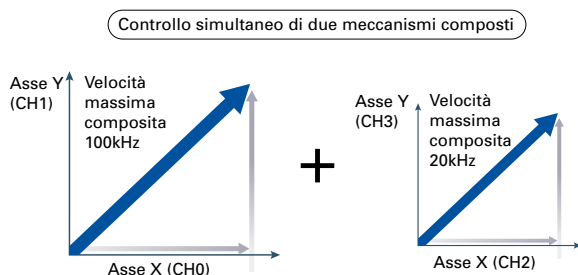 Controllo simultaneo di due meccanismi composti
Asse Y
(CH1)
Velocità
massima
composita
100kHz
Asse X (CH0)
+
Asse Y
(CH3)
Velocità
massima
composita
20kHz
Asse X (CH2)